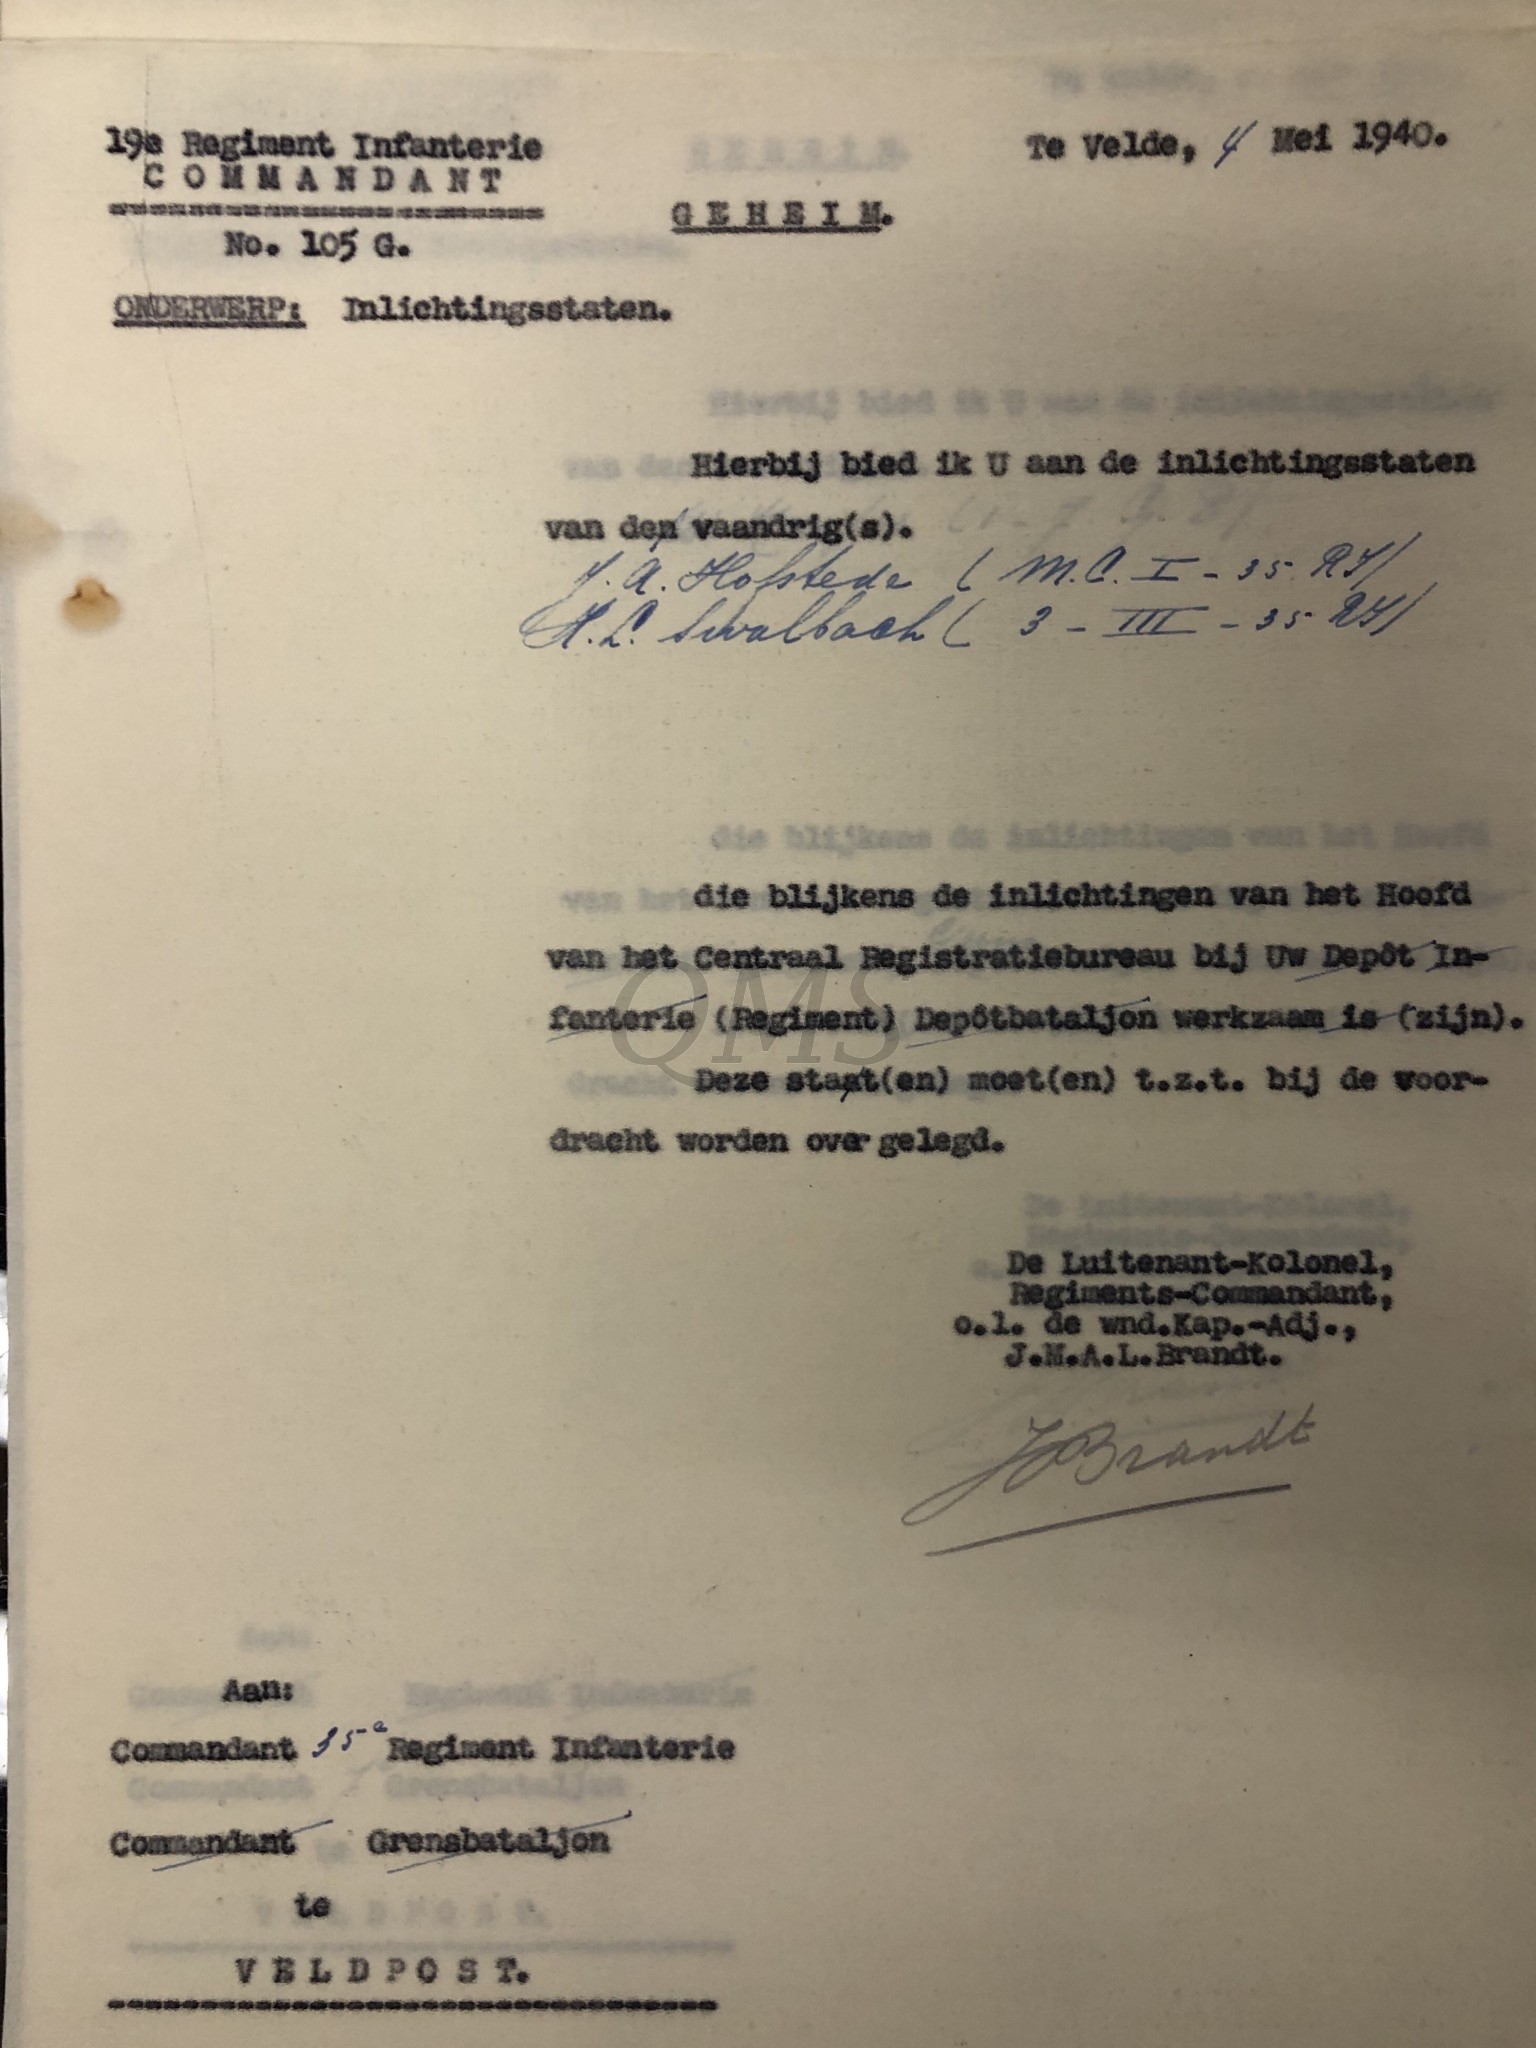 19e Regiment Infanterie
COMMANDANT
Te Velde, 4 Mei 1940.
GEHEIM.
No. 105 G.
ONDERWERP: Inlichtingsstaten.
Hierbij bied ik U aan de inlichtingsstaten
van den vaandrig(s).
J. A. Hofstede ( M.C. I - 35 RI)
H. L. Swalbach ( 3 - III - 35 RI)
die blijkens de inlichtingen van het Hoofd
van het Centraal Registratiebureau bij Uw Depôt In-
fanterie (Regiment) Depôtbataljon werkzaam is (zijn).
QMS
Deze staat(en) moet(en) t.z.t. bij de voor-
dracht worden over gelegd.
De Luitenant-Kolonel,
Regiments-Commandant,
o.l. de wnd.Kap.-Adj.,
J.M.A.L.Brandt.
JBrandt
Aan:
Commandant 35e Regiment Infanterie
Commandant Grensbataljon
te
VELDPOST.